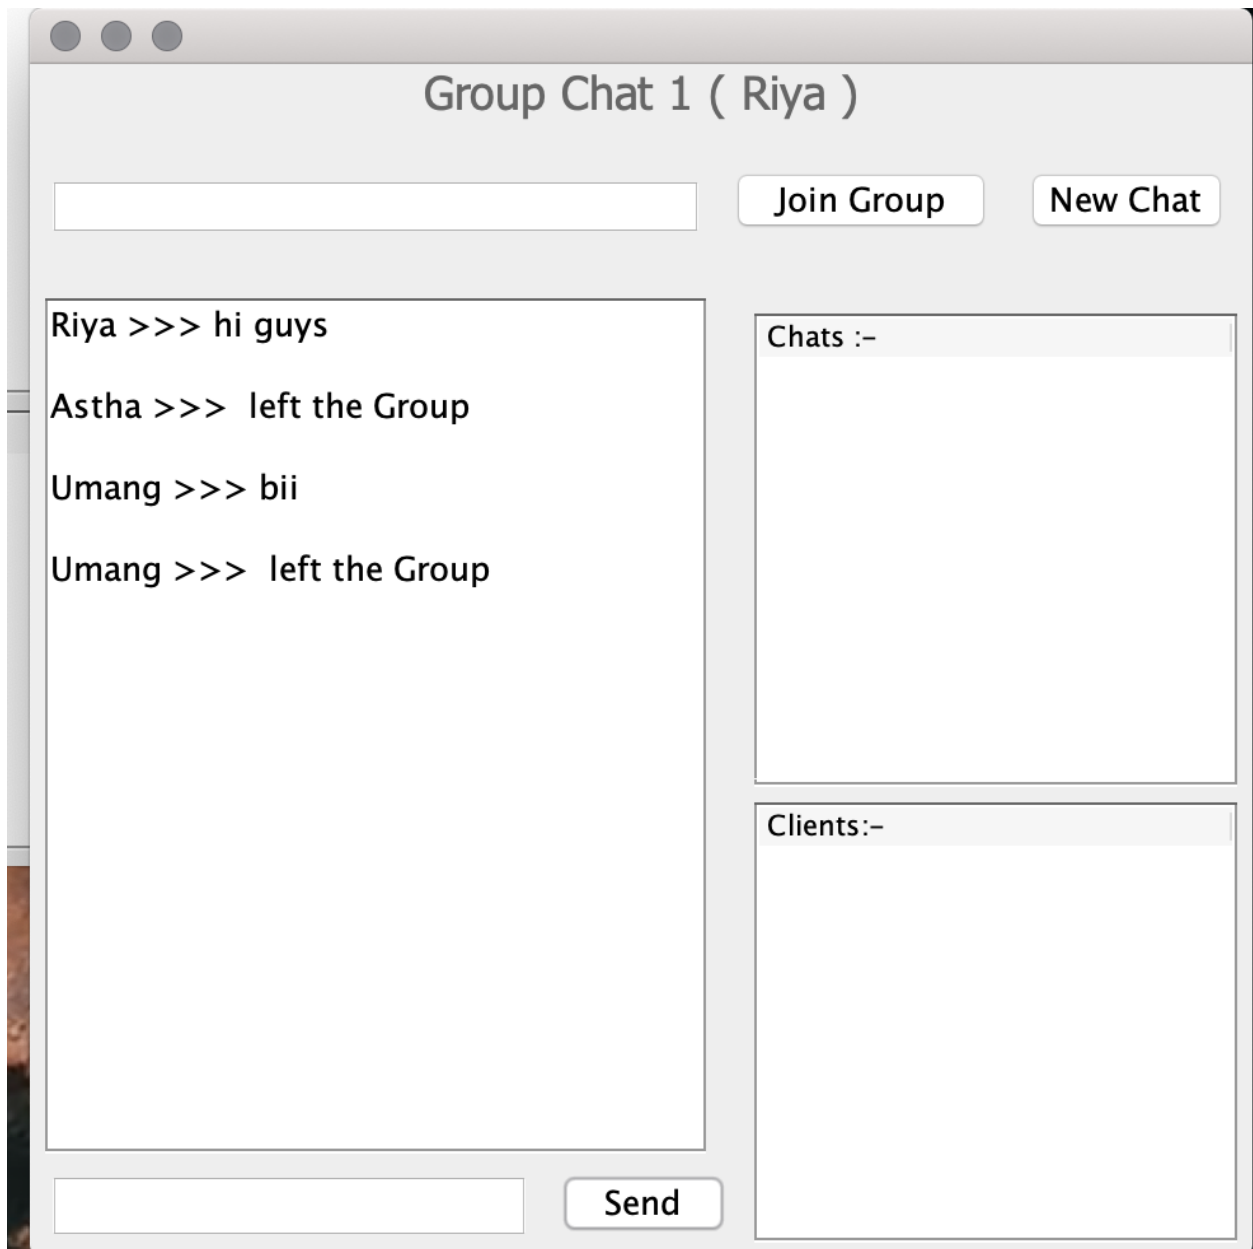 Group Chat 1 ( Riya )
Join Group
New Chat
Riya >>> hi guys
Astha >>>  left the Group
Umang >>> bii
Umang >>>  left the Group
Chats :-
Clients:-
Send